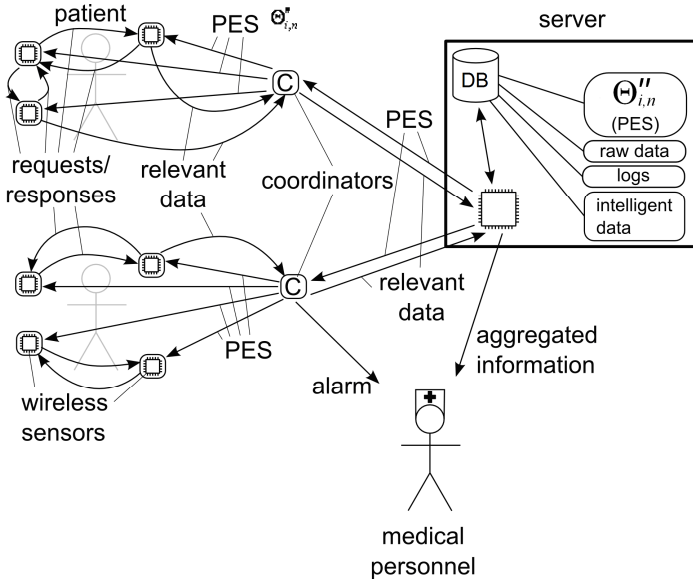 patient
PES Θ''i,n
server
DB
Θ''i,n
(PES)
raw data
logs
intelligent
data
C
PES
requests/
responses
relevant
data
coordinators
C
relevant
data
PES
alarm
aggregated
information
wireless
sensors
medical
personnel